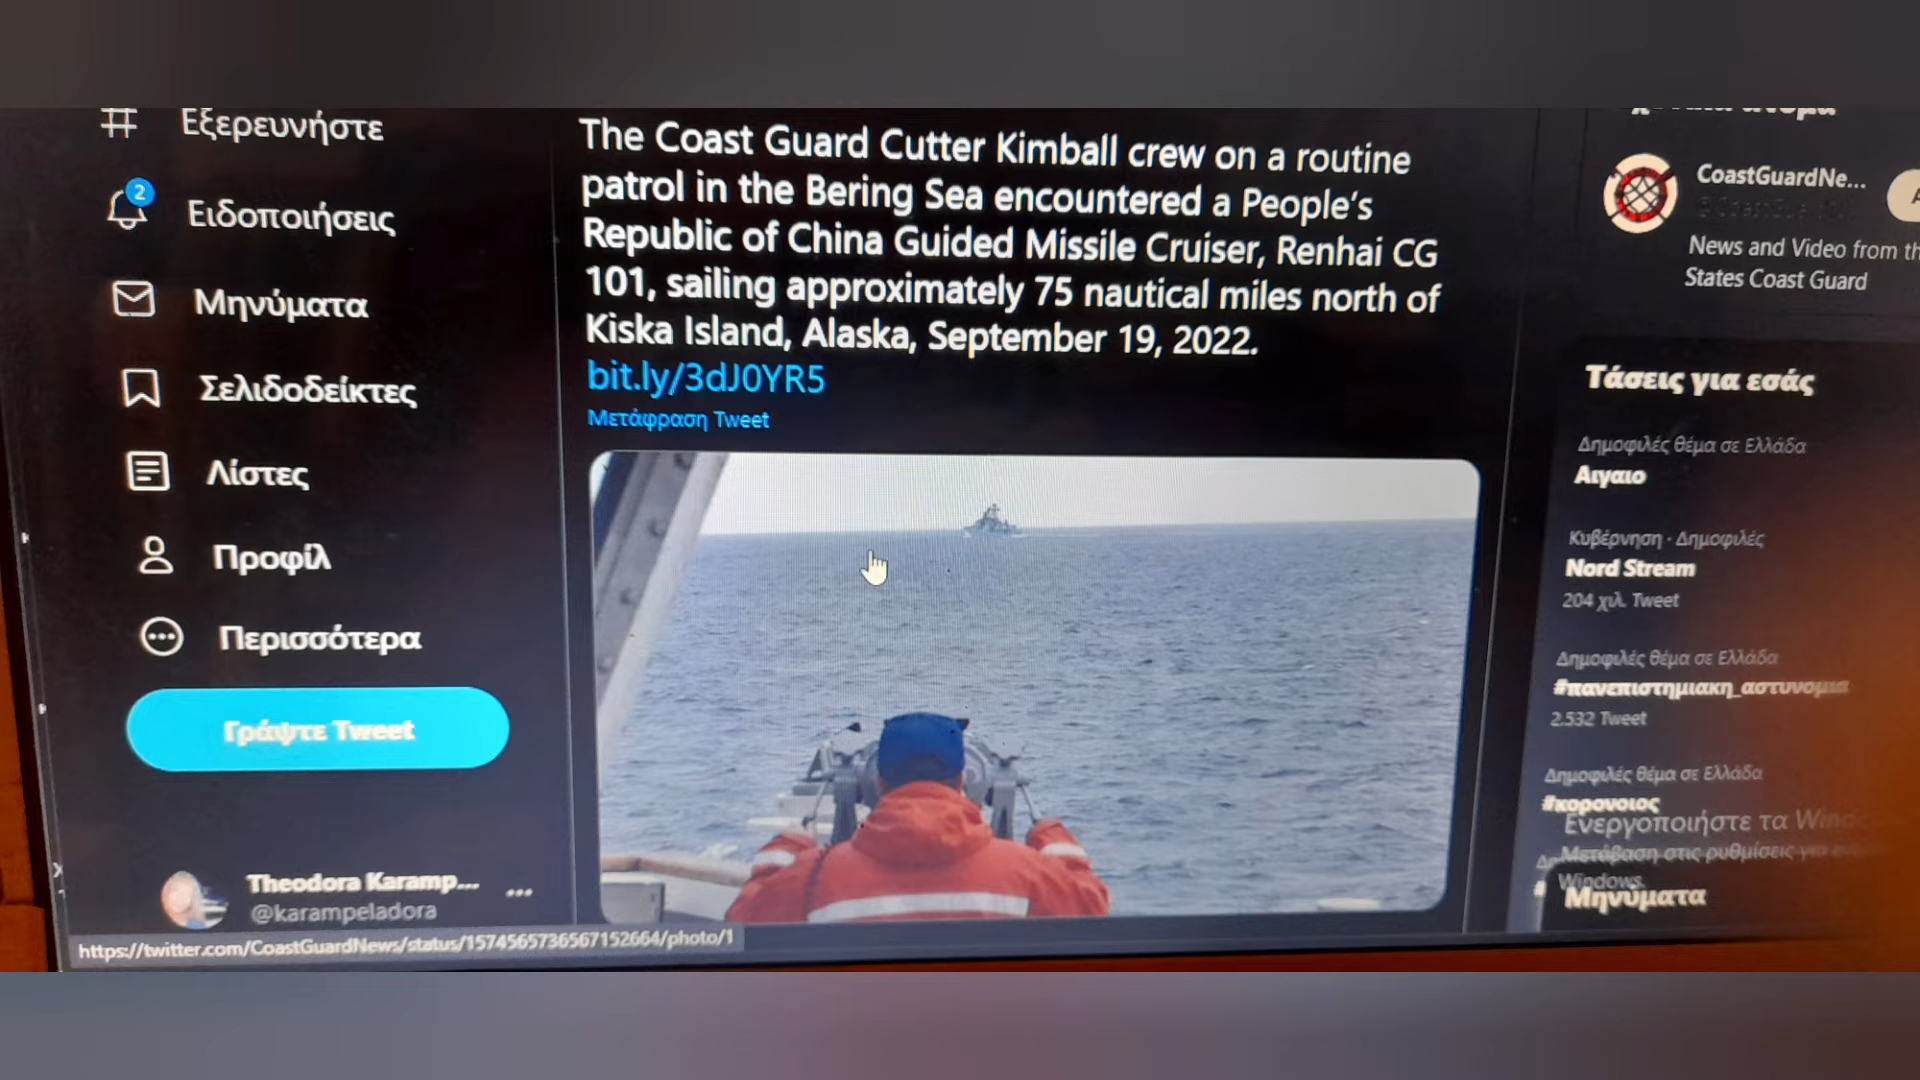 Εξερευνήστε
2
Ειδοποιήσεις
Μηνύματα
Σελιδοδείκτες
Λίστες
Προφίλ
Περισσότερα
Γράψτε Tweet
Theodora Karamp...
@karampeladora
https://twitter.com/CoastGuardNews/status/1574565736567152664/photo/1
The Coast Guard Cutter Kimball crew on a routine
patrol in the Bering Sea encountered a People’s
Republic of China Guided Missile Cruiser, Renhai CG
101, sailing approximately 75 nautical miles north of
Kiska Island, Alaska, September 19, 2022.
bit.ly/3dJ0YR5
Μετάφραση Tweet
CoastGuardNe...
News and Video from th
States Coast Guard
Τάσεις για εσάς
Δημοφιλές θέμα σε Ελλάδα
Αιγαιο
Κυβέρνηση · Δημοφιλές
Nord Stream
204 χιλ. Tweet
Δημοφιλές θέμα σε Ελλάδα
#πανεπιστημιακη_αστυνομια
2.532 Tweet
Δημοφιλές θέμα σε Ελλάδα
#κορονοιος
Ενεργοποιήστε τα
Μετάβαση στις ρυθμίσεις για
Windows.
Μηνύματα